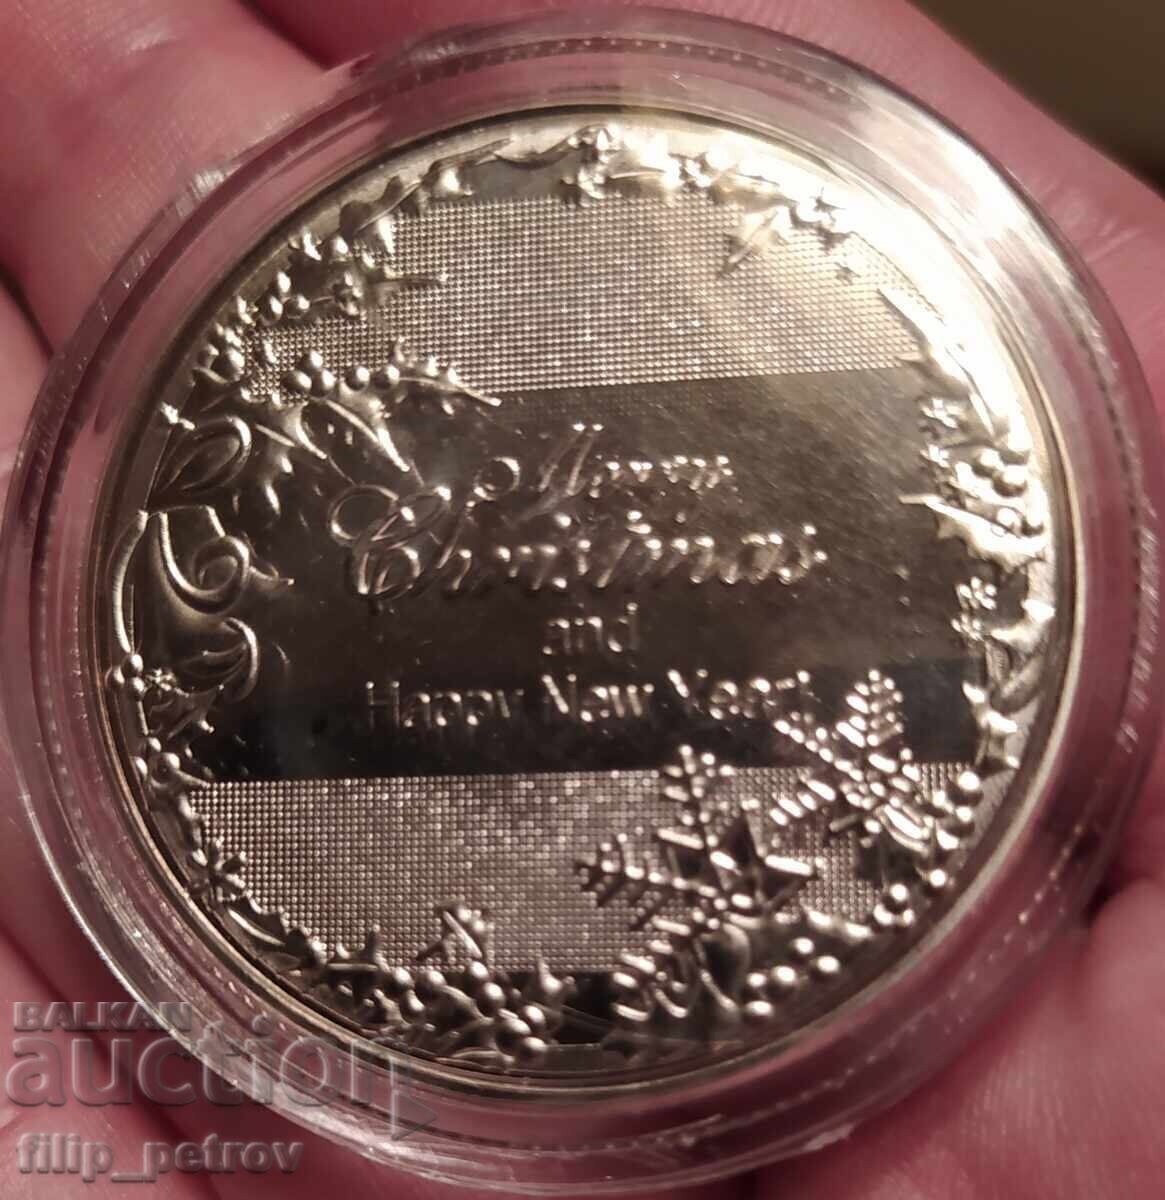 Merry
Christmas
and
Happy New Year!
BALKAN
auction
filip_petrov